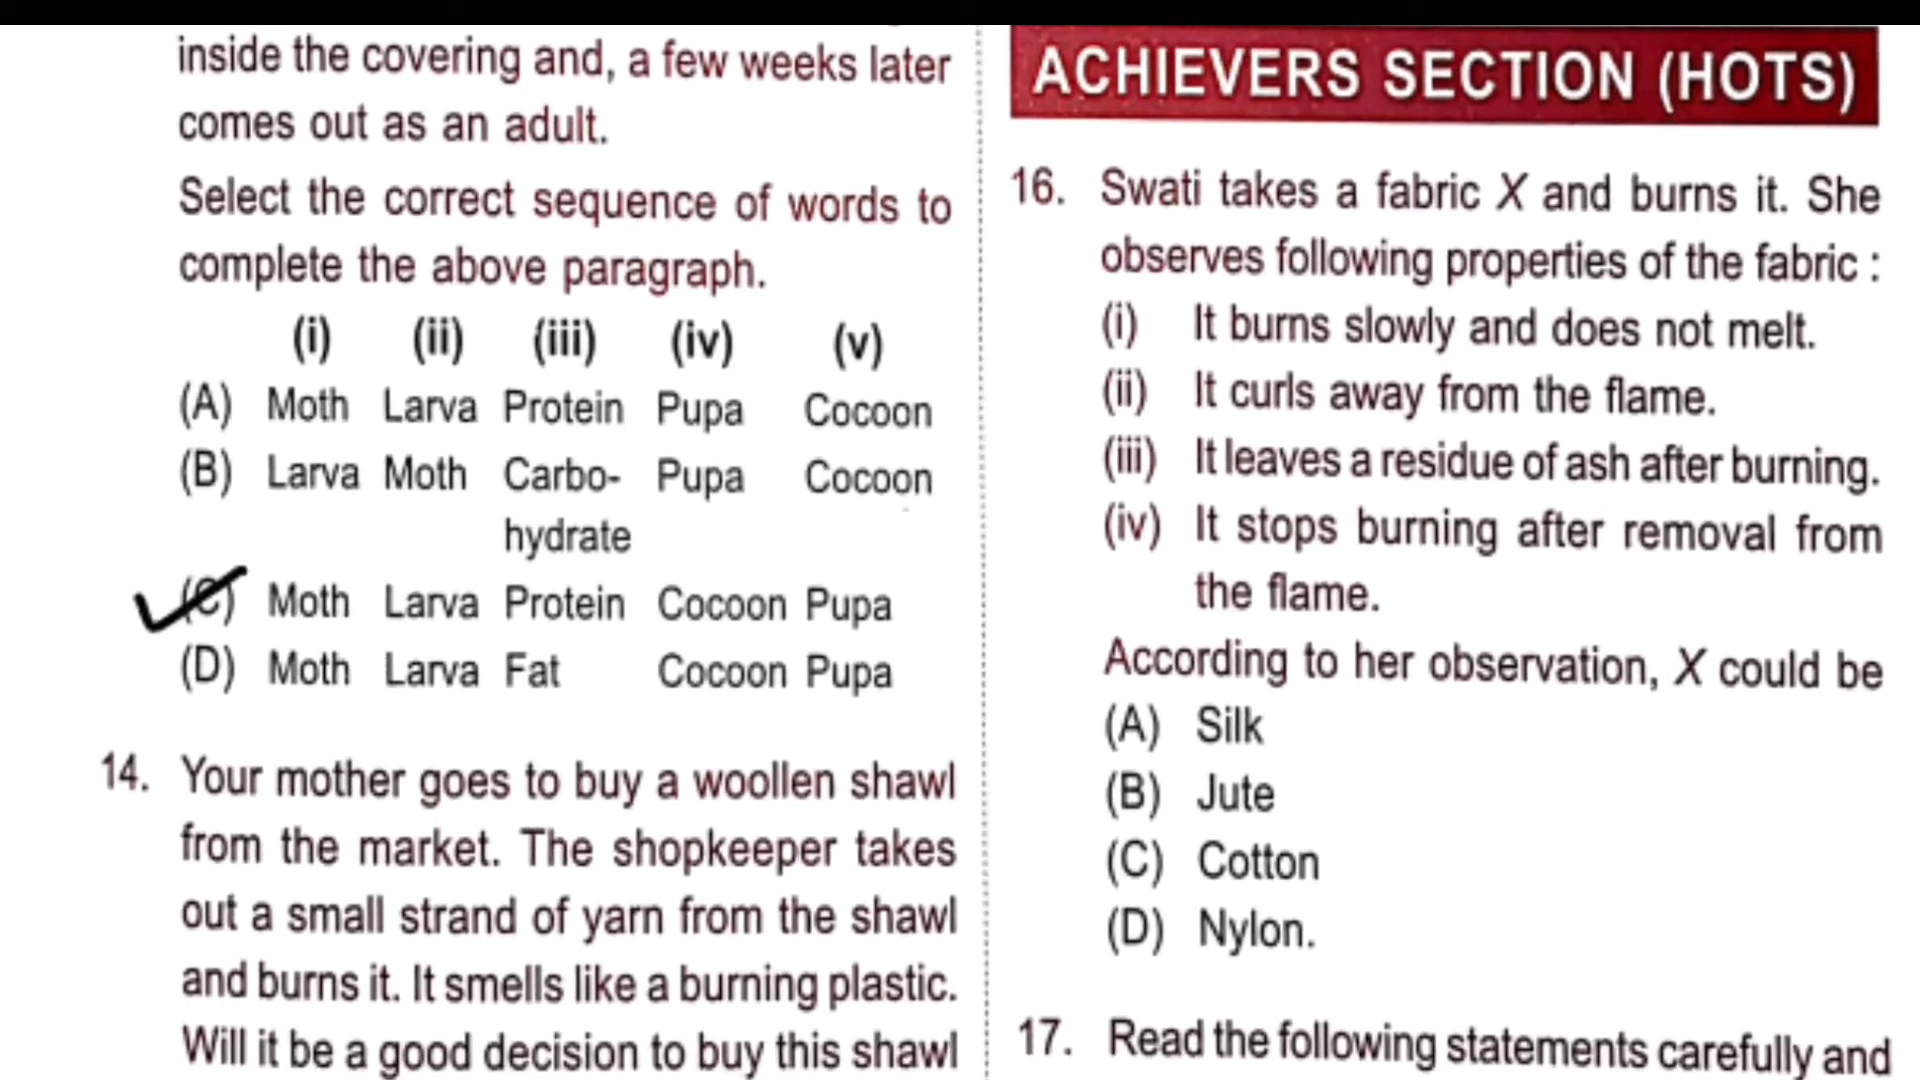 inside the covering and, a few weeks later
comes out as an adult.
Select the correct sequence of words to
complete the above paragraph.
(i) (ii) (iii) (iv) (v)
(A) Moth Larva Protein Pupa Cocoon
(B) Larva Moth Carbo- Pupa Cocoon
hydrate
(C) Moth Larva Protein Cocoon Pupa
(D) Moth Larva Fat Cocoon Pupa
14. Your mother goes to buy a woollen shawl
from the market. The shopkeeper takes
out a small strand of yarn from the shawl
and burns it. It smells like a burning plastic.
Will it be a good decision to buy this shawl
ACHIEVERS SECTION (HOTS)
16. Swati takes a fabric X and burns it. She
observes following properties of the fabric :
(i) It burns slowly and does not melt.
(ii) It curls away from the flame.
(iii) It leaves a residue of ash after burning.
(iv) It stops burning after removal from
the flame.
According to her observation, X could be
(A) Silk
(B) Jute
(C) Cotton
(D) Nylon.
17. Read the following statements carefully and